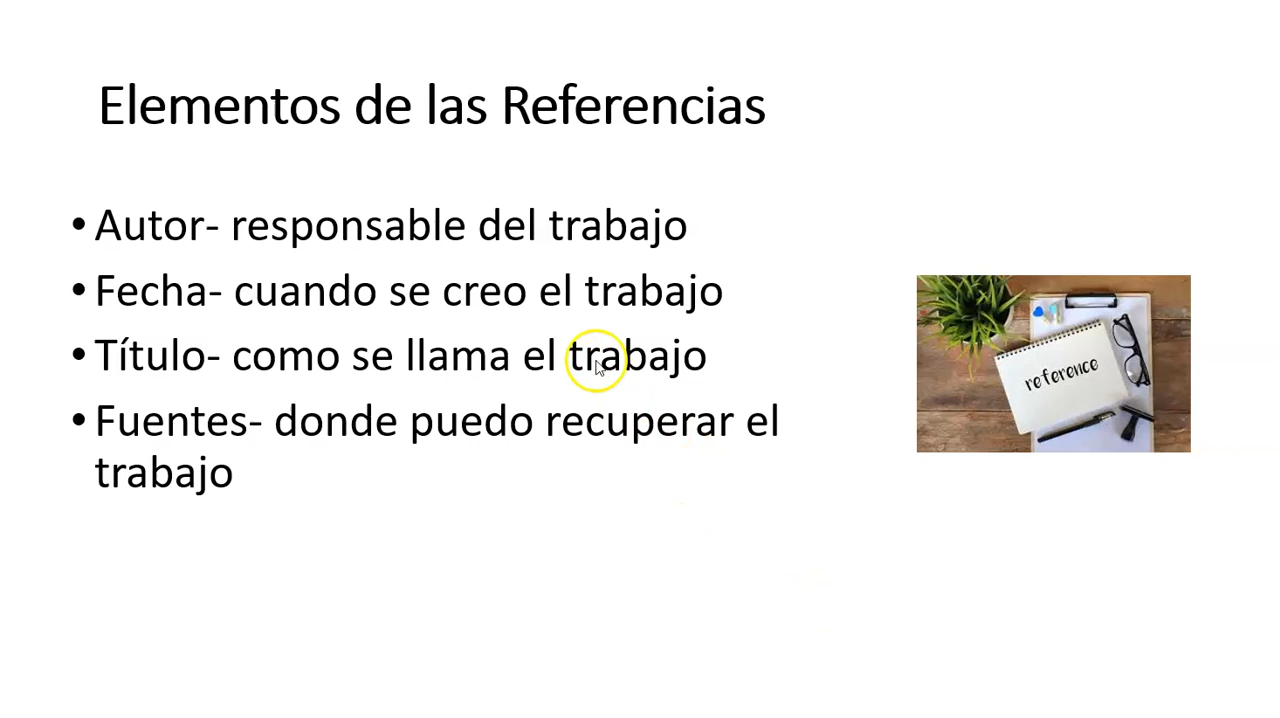 Elementos de las Referencias
• Autor- responsable del trabajo
• Fecha- cuando se creo el trabajo
• Título- como se llama el trabajo
• Fuentes- donde puedo recuperar el
trabajo
reference